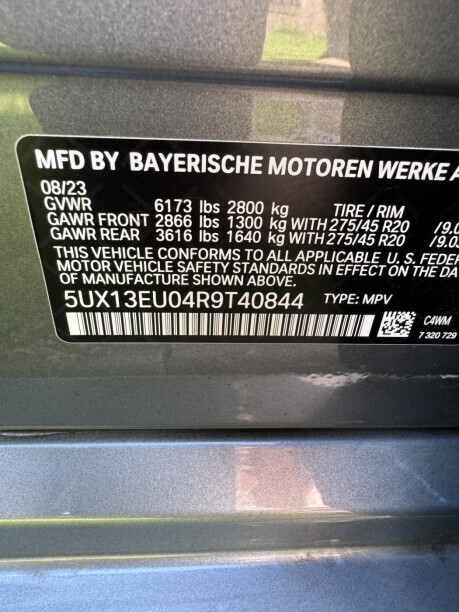 MFD BY BAYERISCHE MOTOREN WERKE A
08/23
GVWR 6173 lbs 2800 kg TIRE / RIM
GAWR FRONT 2866 lbs 1300 kg WITH 275/45 R20 /9.0
GAWR REAR 3616 lbs 1640 kg WITH 275/45 R20 /9.0
THIS VEHICLE CONFORMS TO ALL APPLICABLE U. S. FEDER
MOTOR VEHICLE SAFETY STANDARDS IN EFFECT ON THE DA
OF MANUFACTURE SHOWN ABOVE.
5UX13EU04R9T40844 TYPE: MPV
C4WM
7 320 729